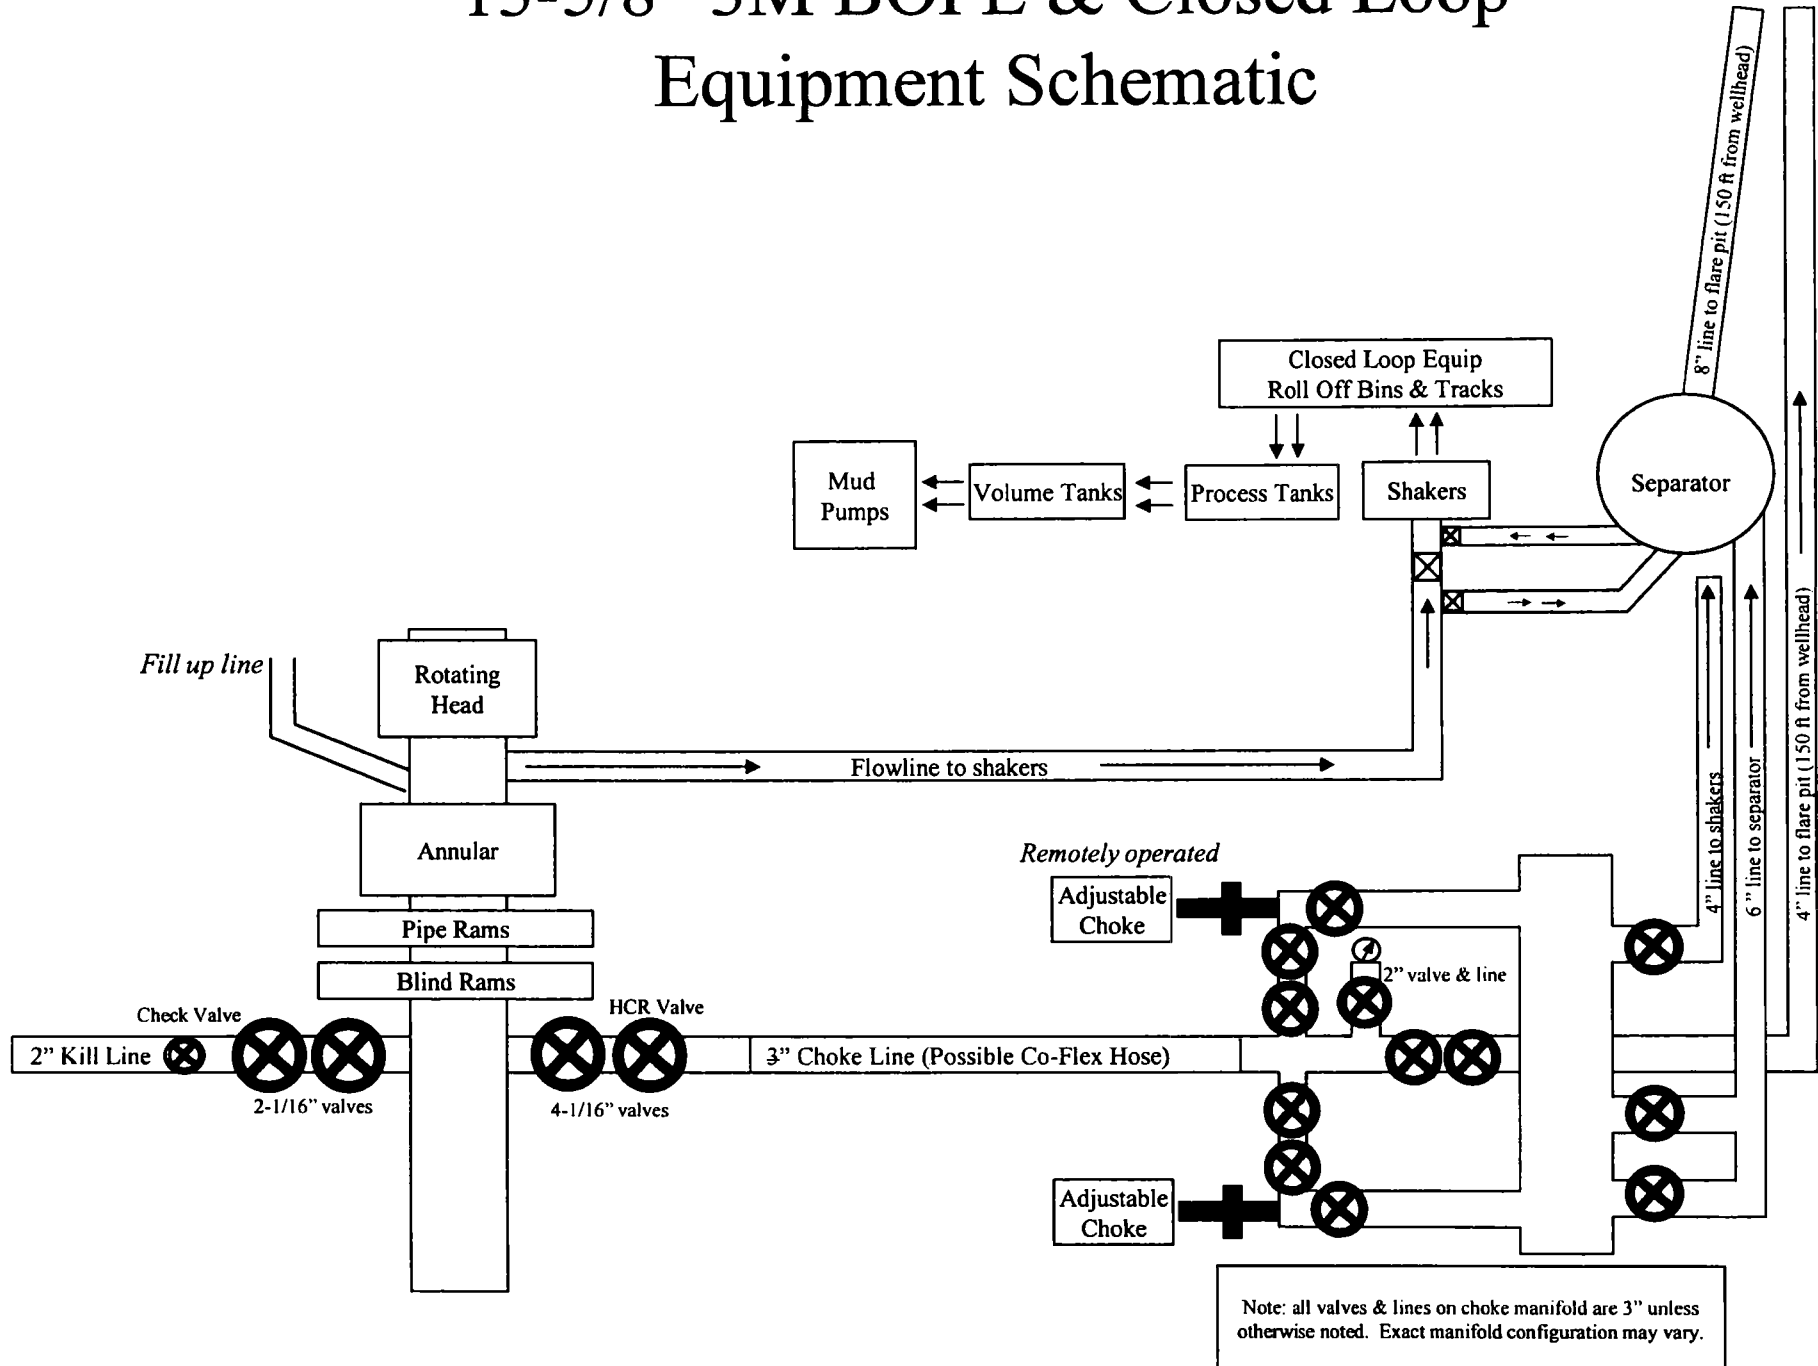 Equipment Schematic
8" line to flare pit (150 ft from wellhead)
Closed Loop Equip
Roll Off Bins & Tracks
Mud
Pumps
Volume Tanks
Process Tanks
Shakers
Separator
Fill up line
Rotating
Head
Flowline to shakers
Annular
Pipe Rams
Blind Rams
Remotely operated
Adjustable
Choke
2" valve & line
4" line to shakers
6" line to separator
4" line to flare pit (150 ft from wellhead)
Check Valve
HCR Valve
2" Kill Line
3" Choke Line (Possible Co-Flex Hose)
2-1/16" valves
4-1/16" valves
Adjustable
Choke
Note: all valves & lines on choke manifold are 3" unless
otherwise noted. Exact manifold configuration may vary.